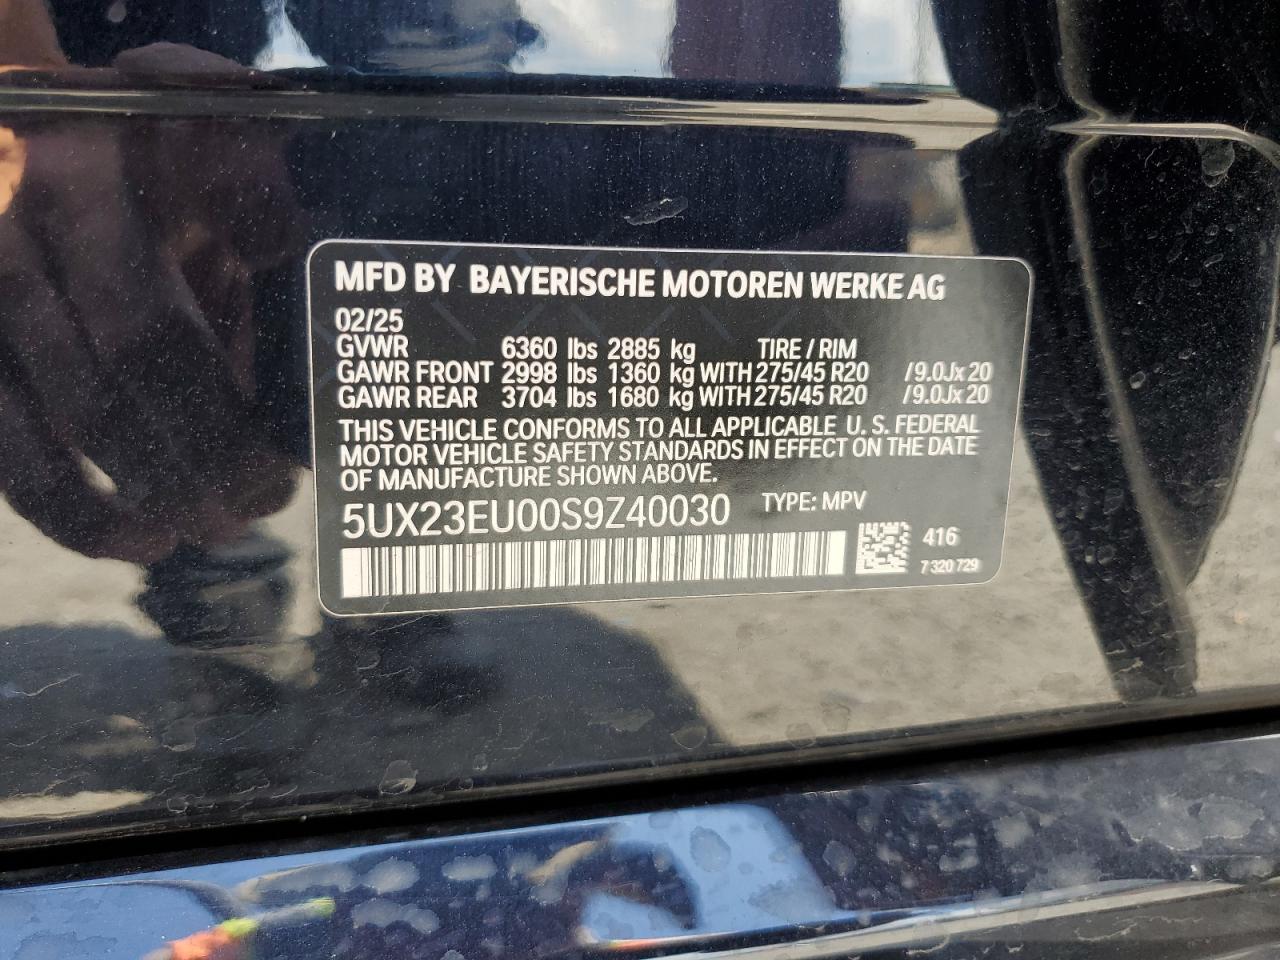 MFD BY BAYERISCHE MOTOREN WERKE AG
02/25
GVWR 6360 lbs 2885 kg TIRE / RIM
GAWR FRONT 2998 lbs 1360 kg WITH 275/45 R20 /9.0Jx 20
GAWR REAR 3704 lbs 1680 kg WITH 275/45 R20 /9.0Jx 20
THIS VEHICLE CONFORMS TO ALL APPLICABLE U. S. FEDERAL
MOTOR VEHICLE SAFETY STANDARDS IN EFFECT ON THE DATE
OF MANUFACTURE SHOWN ABOVE.
5UX23EU00S9Z40030 TYPE: MPV
416
7 320 729